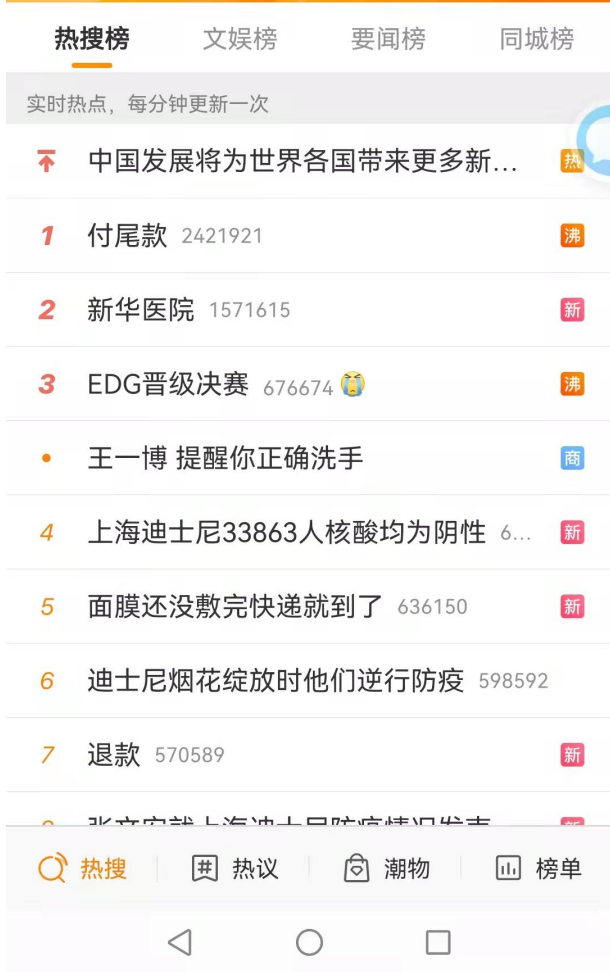 热搜榜 文娱榜 要闻榜 同城榜
实时热点，每分钟更新一次
中国发展将为世界各国带来更多新... 热
1 付尾款 2421921 沸
2 新华医院 1571615 新
3 EDG晋级决赛 676674 沸
王一博 提醒你正确洗手 商
4 上海迪士尼33863人核酸均为阴性 6... 新
5 面膜还没敷完快递就到了 636150 新
6 迪士尼烟花绽放时他们逆行防疫 598592
7 退款 570589 新
热搜 热议 潮物 榜单